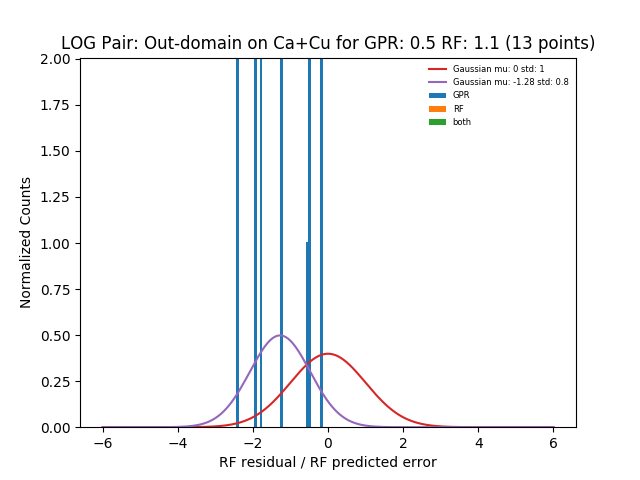 LOG Pair: Out-domain on Ca+Cu for GPR: 0.5 RF: 1.1 (13 points)
Gaussian mu: 0 std: 1
Gaussian mu: -1.28 std: 0.8
GPR
RF
both
Normalized Counts
2.00
1.75
1.50
1.25
1.00
0.75
0.50
0.25
0.00
−6 −4 −2 0 2 4 6
RF residual / RF predicted error